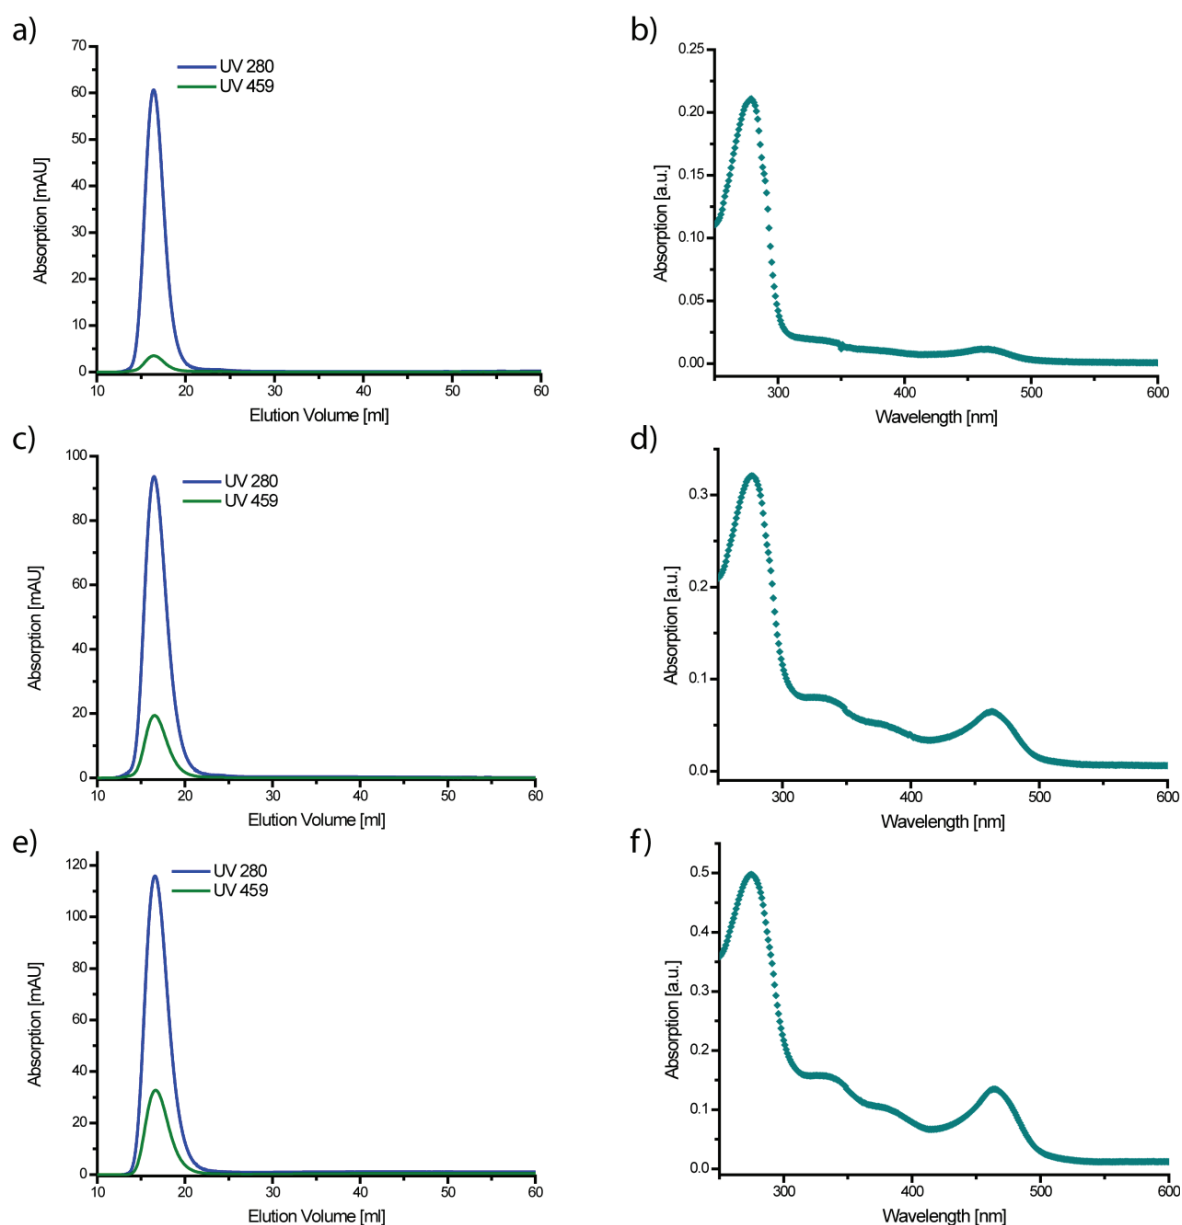 a)
70
60
50
40
30
20
10
0
10 20 30 40 50 60
Absorption [mAU]
Elution Volume [ml]
UV 280
UV 459
b)
0.25
0.20
0.15
0.10
0.05
0.00
300 400 500 600
Absorption [a.u.]
Wavelength [nm]
c)
100
80
60
40
20
0
10 20 30 40 50 60
Absorption [mAU]
Elution Volume [ml]
UV 280
UV 459
d)
0.3
0.2
0.1
0.0
300 400 500 600
Absorption [a.u.]
Wavelength [nm]
e)
120
100
80
60
40
20
0
10 20 30 40 50 60
Absorption [mAU]
Elution Volume [ml]
UV 280
UV 459
f)
0.5
0.4
0.3
0.2
0.1
0.0
300 400 500 600
Absorption [a.u.]
Wavelength [nm]